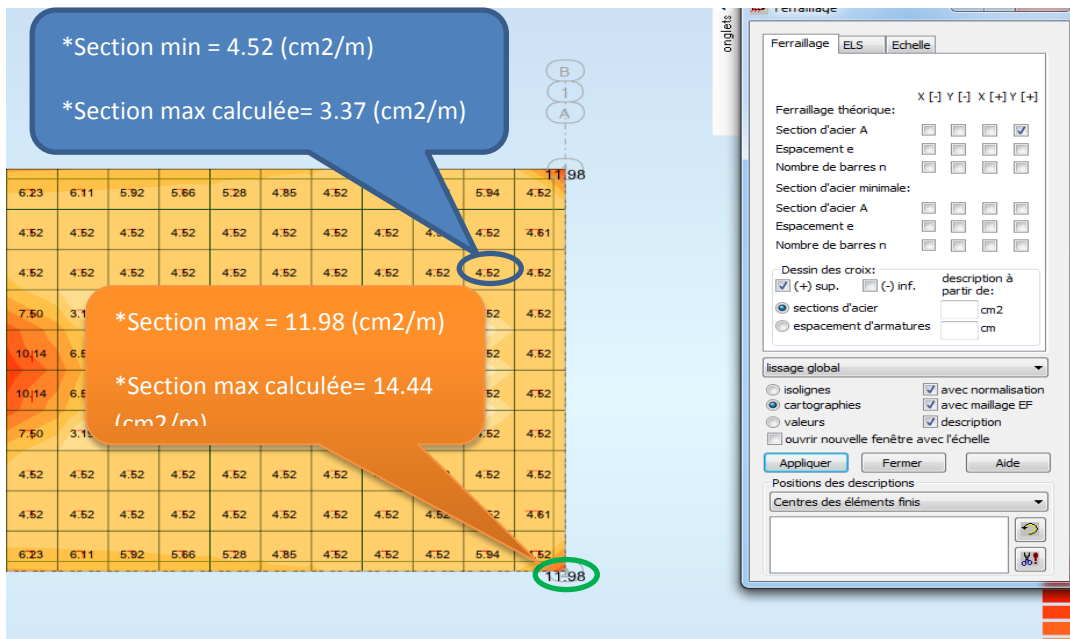 *Section min = 4.52 (cm2/m)
*Section max calculée= 3.37 (cm2/m)
B
1
A
11.98
6.23 6.11 5.92 5.66 5.28 4.85 4.52 5.94 4.52
4.52 4.52 4.52 4.52 4.52 4.52 4.52 4.52 4.52 4.61
4.52 4.52 4.52 4.52 4.52 4.52 4.52 4.52 4.52 4.52 4.52
7.50 52 4.52
*Section max = 11.98 (cm2/m)
10.14 52 4.52
*Section max calculée= 14.44
(cm2/m)
10.14 52 4.52
7.50 3.19 4.52 4.52
4.52 4.52 4.52 4.52 4.52 4.52 4.52 4.52 4.52
4.52 4.52 4.52 4.52 4.52 4.52 4.52 4.52 4.52 4.52 4.61
6.23 6.11 5.92 5.66 5.28 4.85 4.52 4.52 4.52 5.94 4.52
11.98
onglets
Ferraillage
Ferraillage ELS Echelle
X [-] Y [-] X [+] Y [+]
Ferraillage théorique:
Section d'acier A
Espacement e
Nombre de barres n
Section d'acier minimale:
Section d'acier A
Espacement e
Nombre de barres n
Dessin des croix:
(+) sup. (-) inf.
description à
partir de:
sections d'acier cm2
espacement d'armatures cm
lissage global
isolignes avec normalisation
cartographies avec maillage EF
valeurs description
ouvrir nouvelle fenêtre avec l'échelle
Appliquer Fermer Aide
Positions des descriptions
Centres des éléments finis